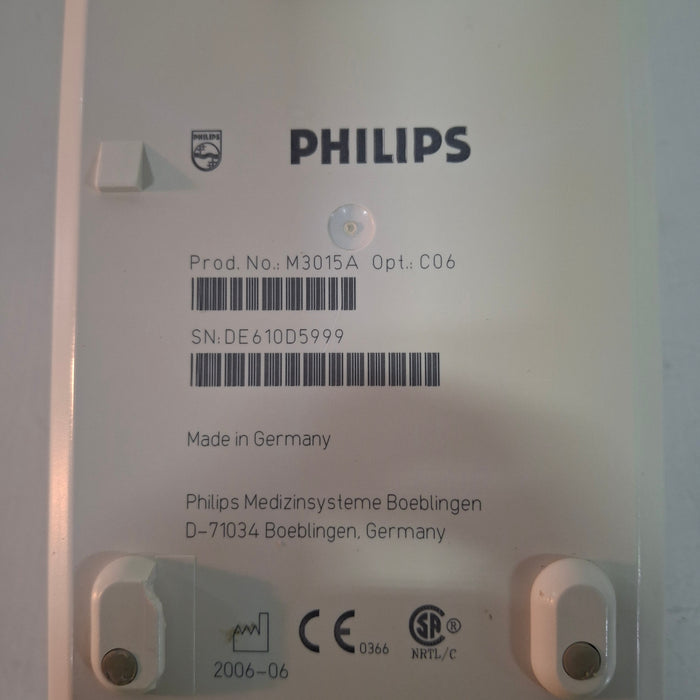 PHILIPS PHILIPS
Prod. No.: M3015A Opt.: C06
SN:DE610D5999
Made in Germany
Philips Medizinsysteme Boeblingen
D-71034 Boeblingen, Germany
2006-06 CE 0366 SA ®
NRTL/C